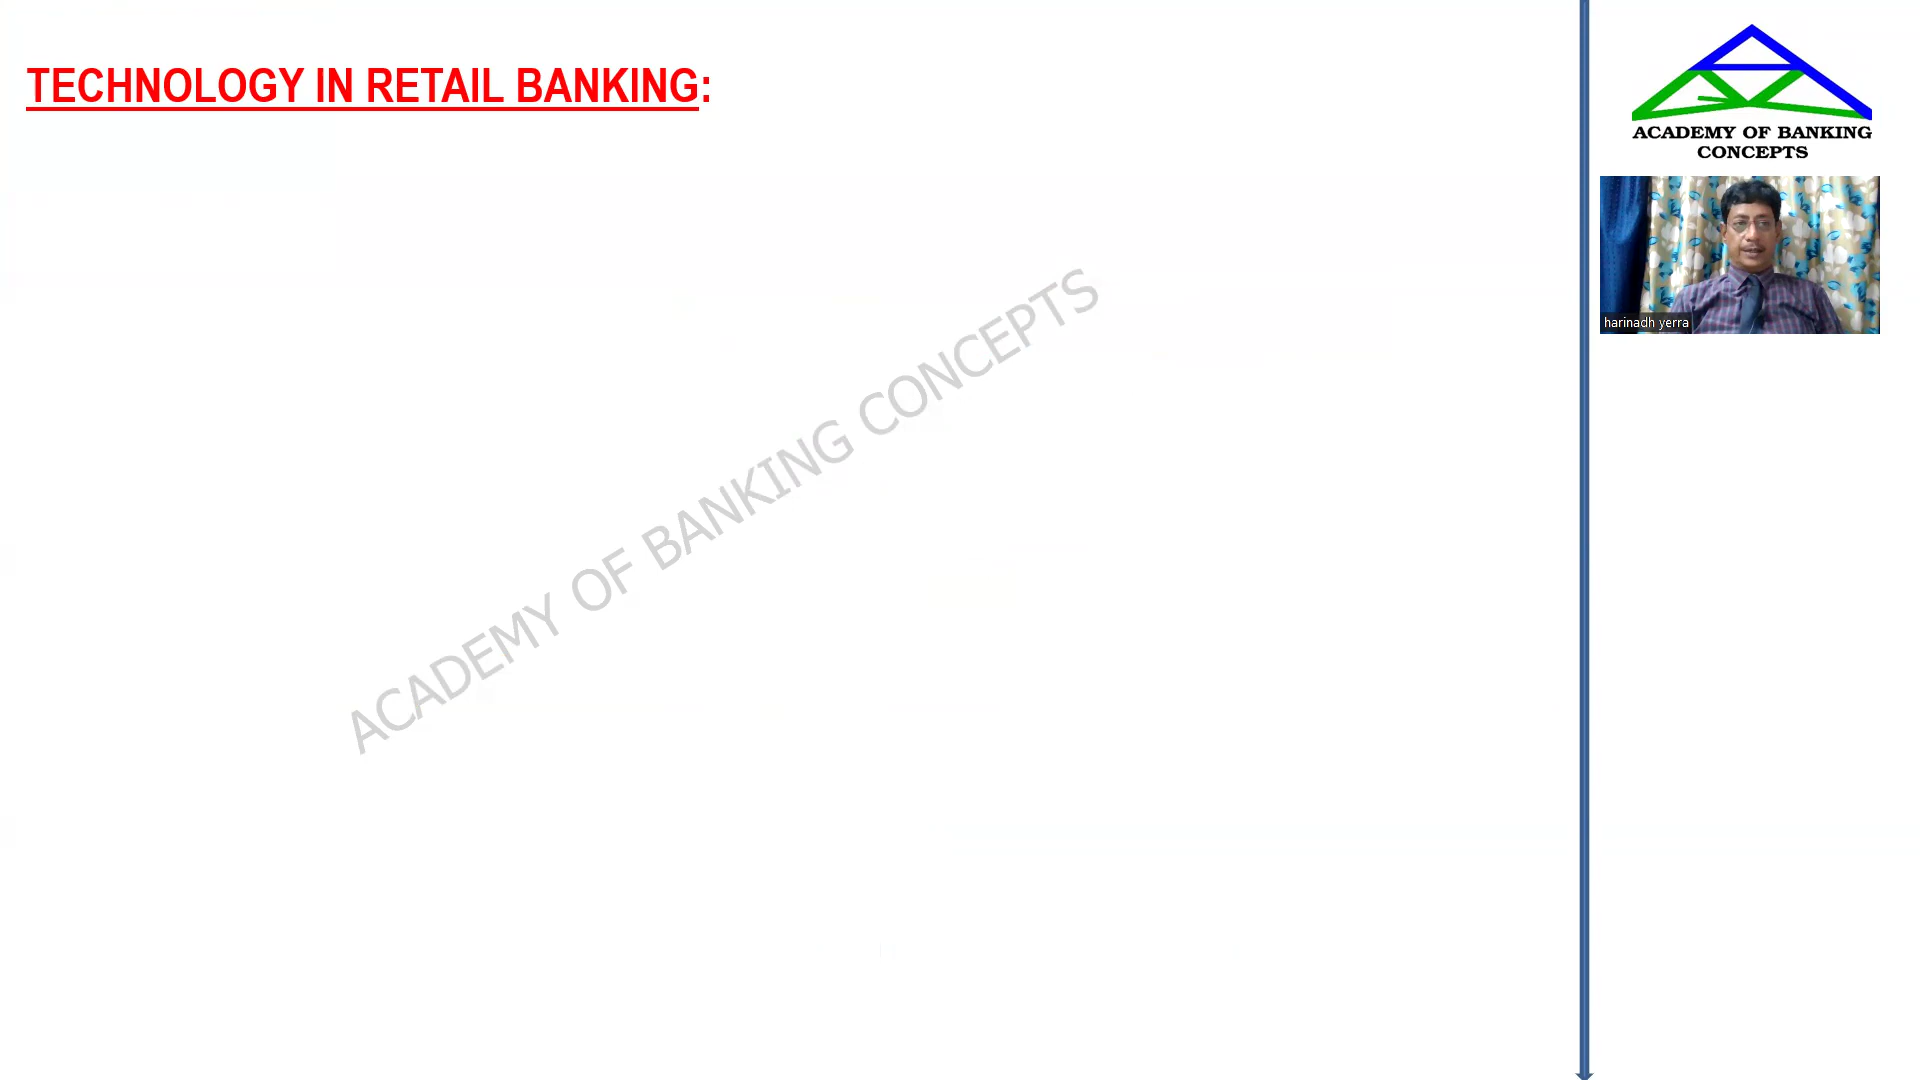 TECHNOLOGY IN RETAIL BANKING:
ACADEMY OF BANKING CONCEPTS
ACADEMY OF BANKING
CONCEPTS
harinadh yerra